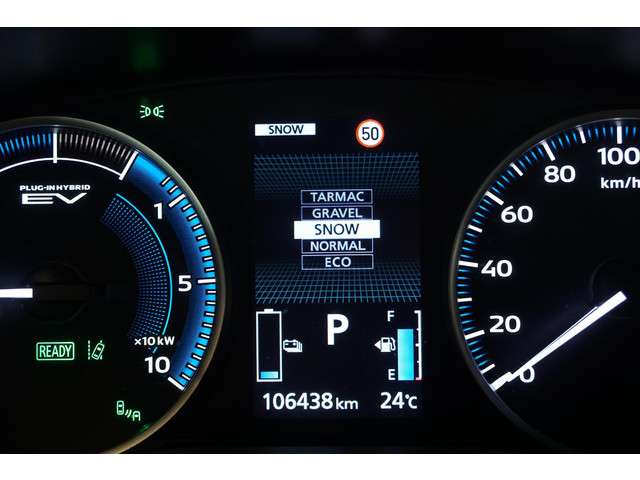 SNOW 50
TARMAC
GRAVEL
SNOW
NORMAL
ECO
P F
E
106438 km 24°C
PLUG-IN HYBRID
EV
1
5
×10 kW
10
READY
100
km/h
80
60
40
20
0